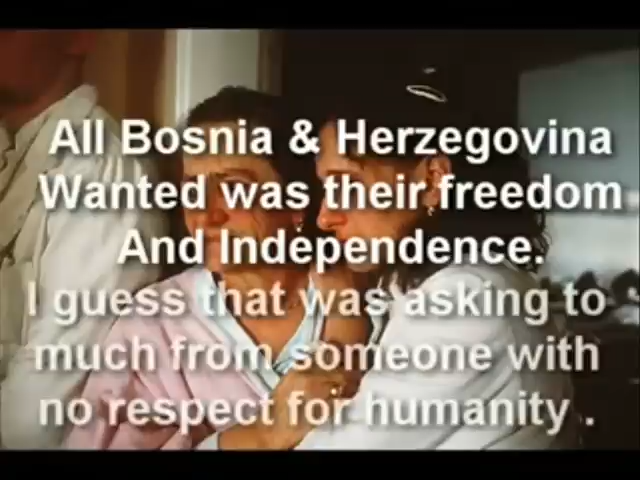 All Bosnia & Herzegovina
Wanted was their freedom
And Independence.
I guess that was asking to
much from someone with
no respect for humanity .